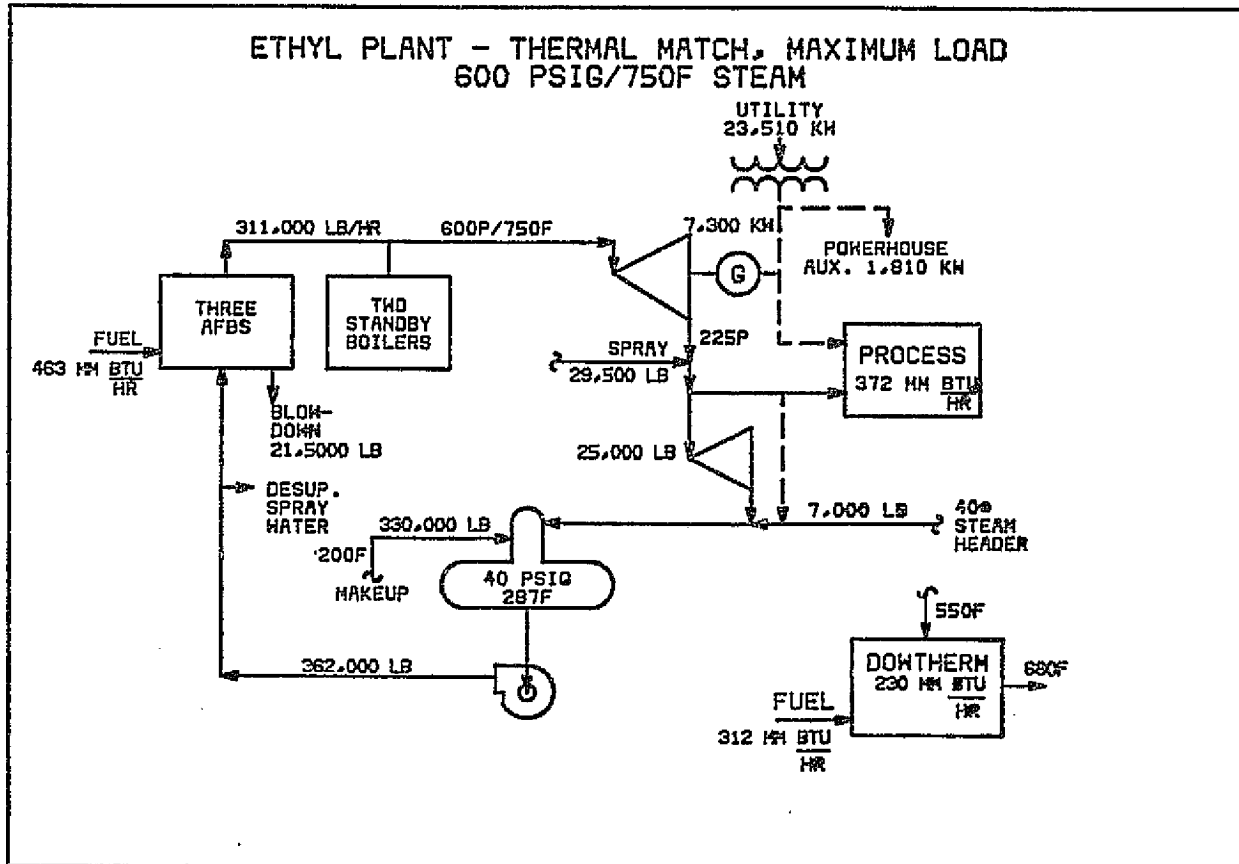 ETHYL PLANT - THERMAL MATCH, MAXIMUM LOAD
600 PSIG/750F STEAM
UTILITY
23,510 KW
311,000 LB/HR
600P/750F
7,300 KW
POWERHOUSE
AUX. 1,810 KW
G
THREE
AFBS
TWO
STANDBY
BOILERS
FUEL
463 MM BTU
HR
225P
SPRAY
29,500 LB
PROCESS
372 MM BTU
HR
BLOW-
DOWN
21,5000 LB
25,000 LB
DESUP.
SPRAY
WATER
330,000 LB
200F
MAKEUP
7,000 LB
40#
STEAM
HEADER
40 PSIG
287F
550F
362,000 LB
DOWTHERM
230 MM BTU
HR
680F
FUEL
312 MM BTU
HR